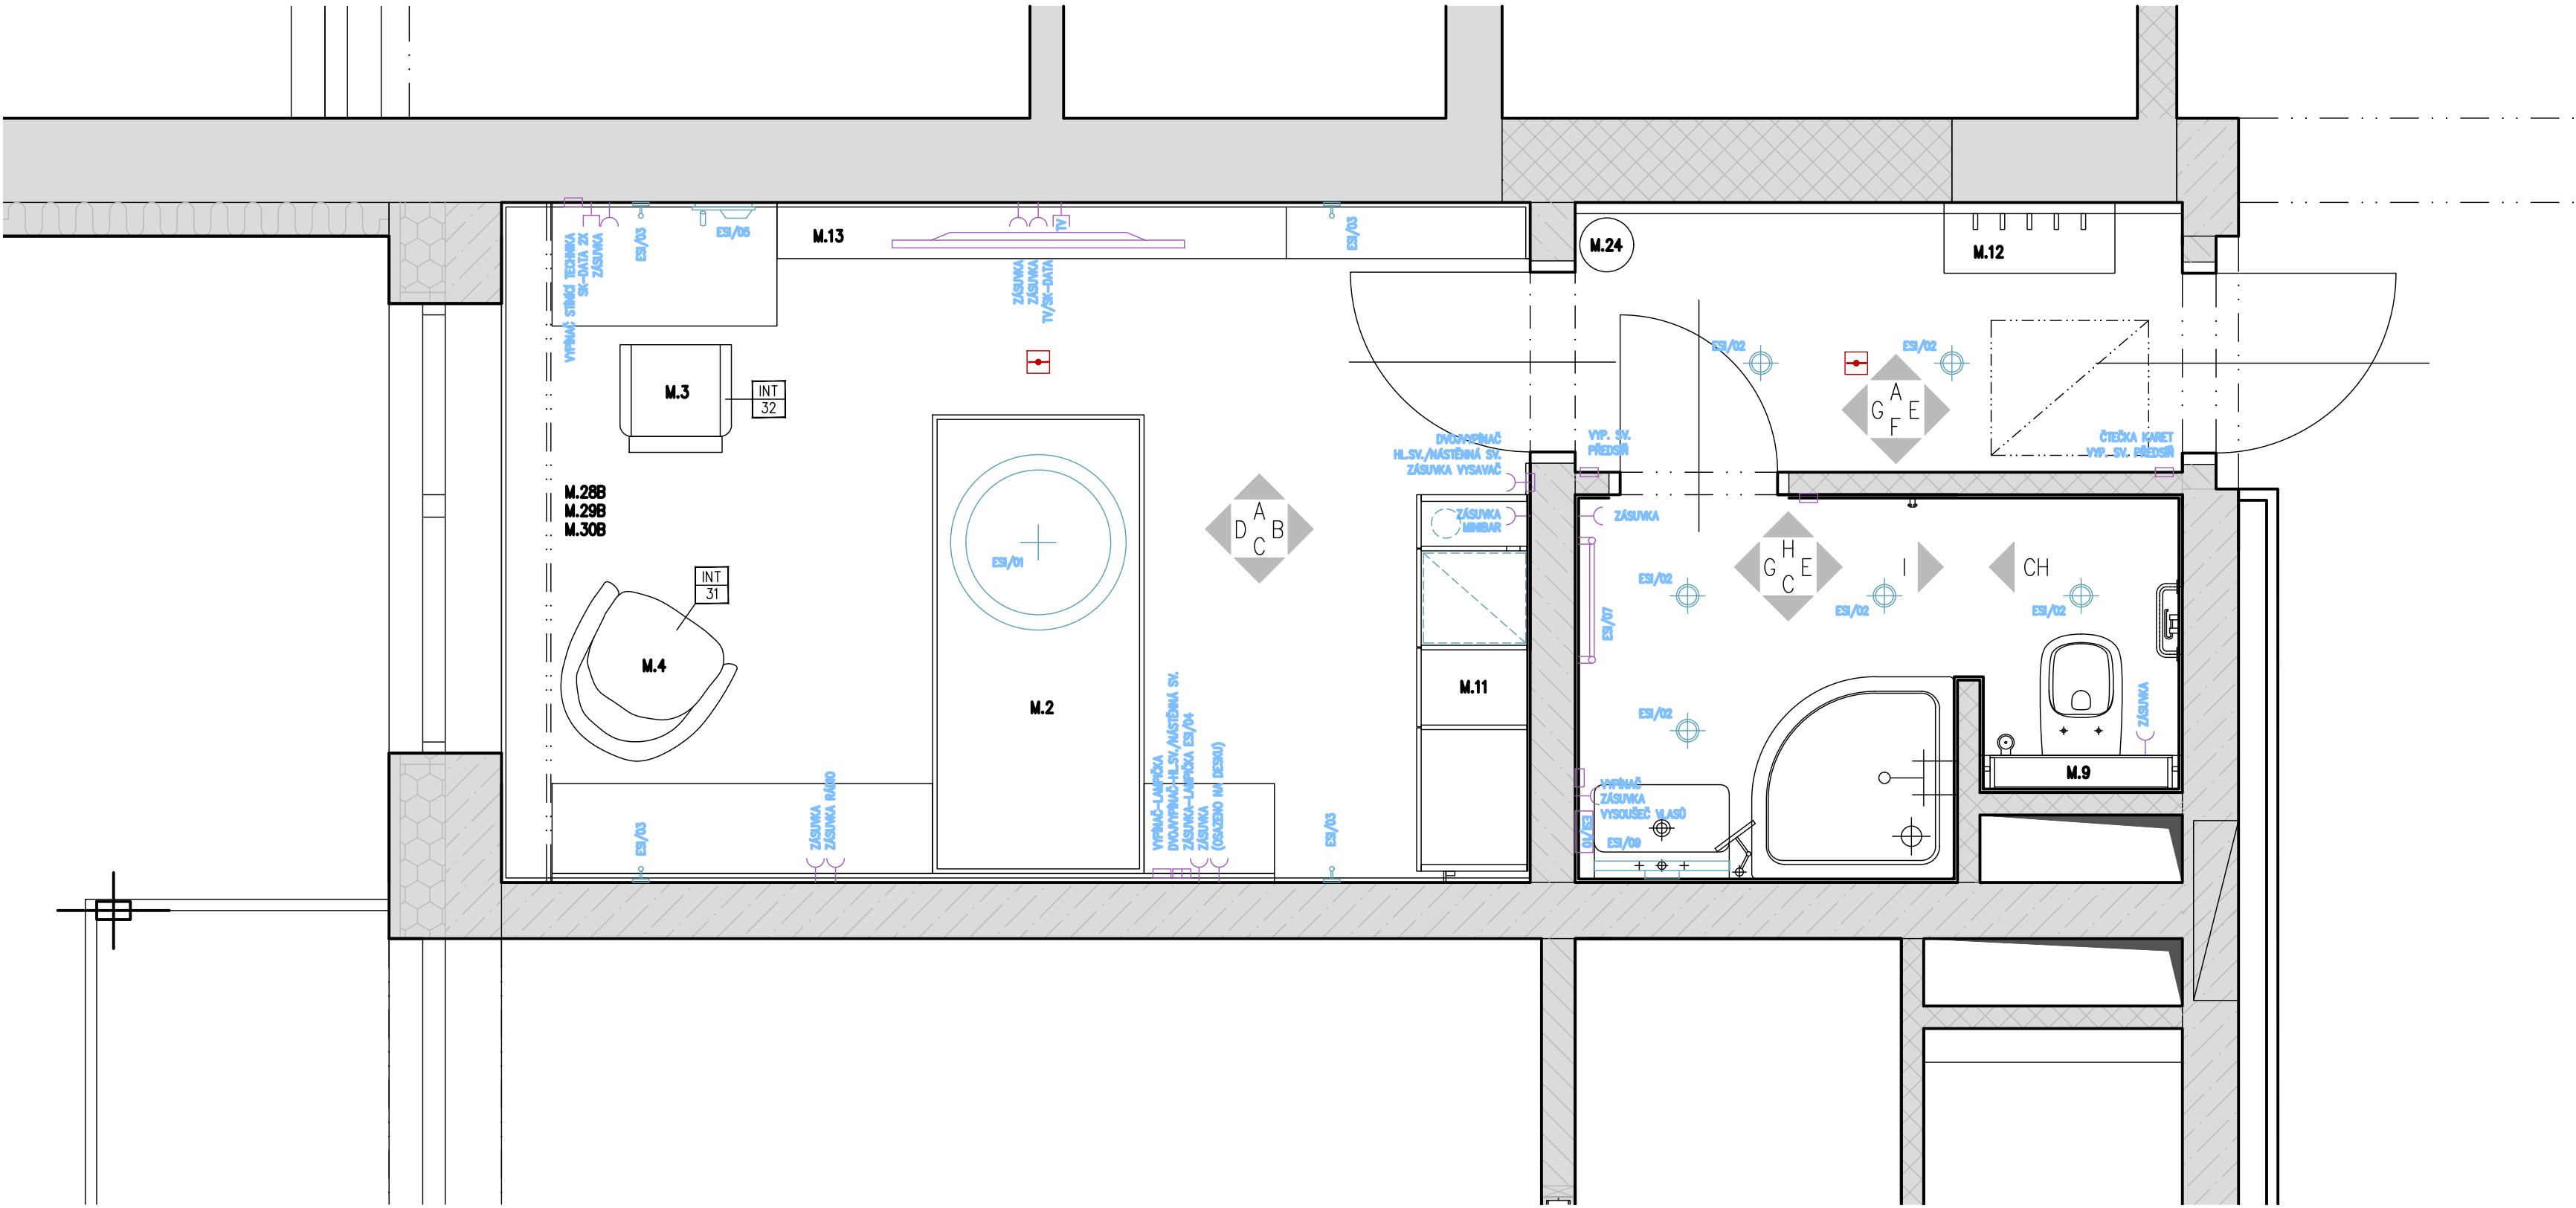 VYPÍNAČ STÍNÍCÍ TECHNIKA
SK-DATA 2X
ZÁSUVKA
ESI/03
ESI/05
M.13
TV
ZÁSUVKA
ZÁSUVKA
TV/SK-DATA
ESI/03
M.24
M.12
M.3
INT
32
ESI/02
ESI/02
A
G E
F
DVOJVYPÍNAČ
HL.SV./NÁSTĚNNÁ SV.
ZÁSUVKA VYSAVAČ
VYP. SV.
PŘEDSÍŇ
ČTEČKA KARET
VYP. SV. PŘEDSÍŇ
M.28B
M.29B
M.30B
ESI/01
A
D B
C
ZÁSUVKA
MINIBAR
ZÁSUVKA
H
G E
C
I
CH
INT
31
ESI/02
ESI/02
ESI/02
ESI/07
M.4
M.2
M.11
ESI/02
ZÁSUVKA
M.9
ESI/03
ZÁSUVKA
ZÁSUVKA RÁDIO
VYPÍNAČ-LAMPIČKA
DVOJVYPÍNAČ-HL.SV./NÁSTĚNNÁ SV.
ZÁSUVKA-LAMPIČKA ESI/04
ZÁSUVKA
(OSAZENO NAD DESKU)
ESI/03
VYPÍNAČ
ZÁSUVKA
VYSOUŠEČ VLASŮ
ESI/09